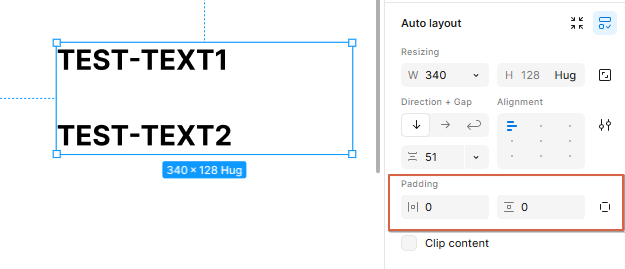 TEST-TEXT1
TEST-TEXT2
340 × 128 Hug
Auto layout
Resizing
W 340 H 128 Hug
Direction + Gap Alignment
51
Padding
0 0
Clip content